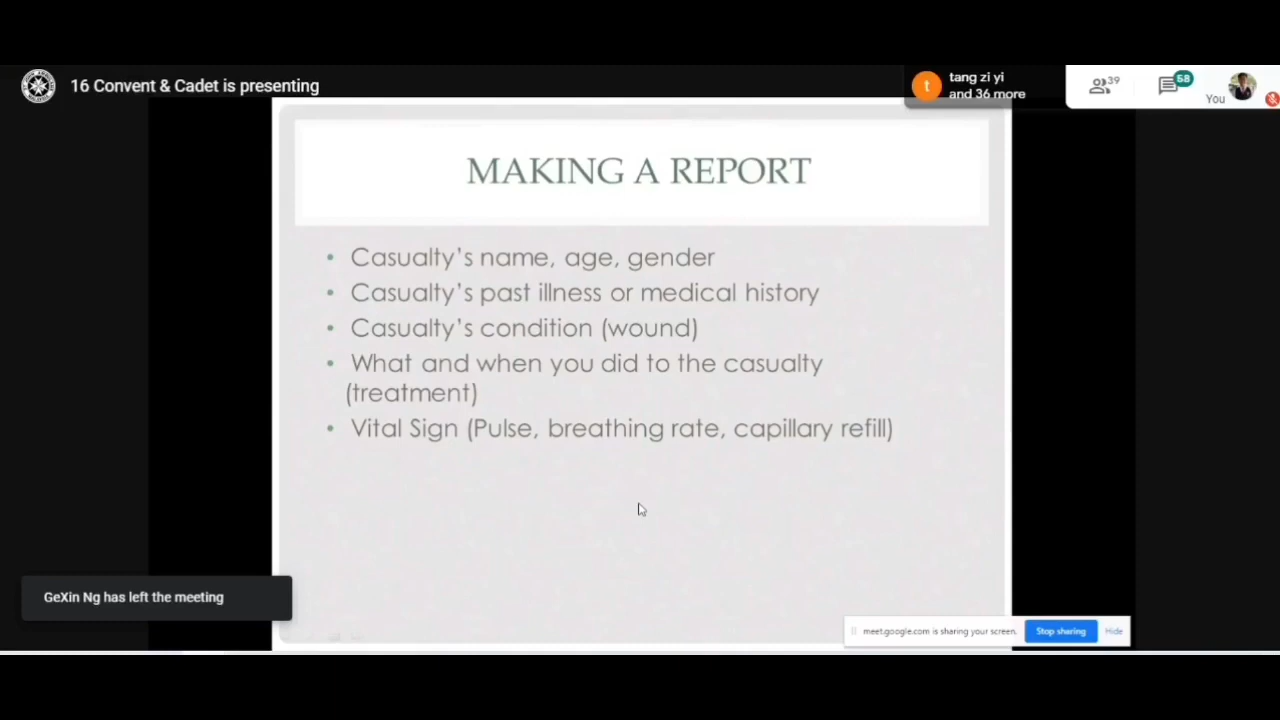 16 Convent & Cadet is presenting
tang zi yi
and 36 more
39
58
You
MAKING A REPORT
• Casualty's name, age, gender
• Casualty's past illness or medical history
• Casualty's condition (wound)
• What and when you did to the casualty
(treatment)
• Vital Sign (Pulse, breathing rate, capillary refill)
GeXin Ng has left the meeting
meet.google.com is sharing your screen.
Stop sharing
Hide
t